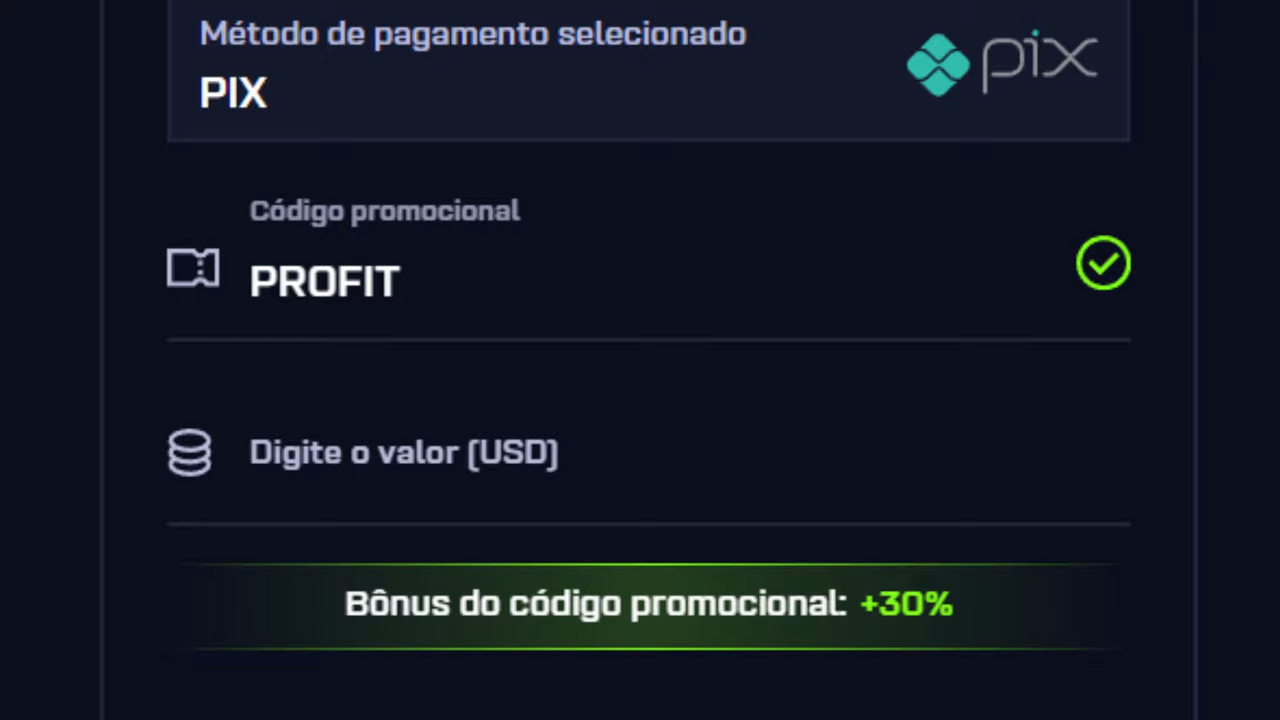 Método de pagamento selecionado
PIX
pix
Código promocional
PROFIT
Digite o valor (USD)
Bônus do código promocional: +30%